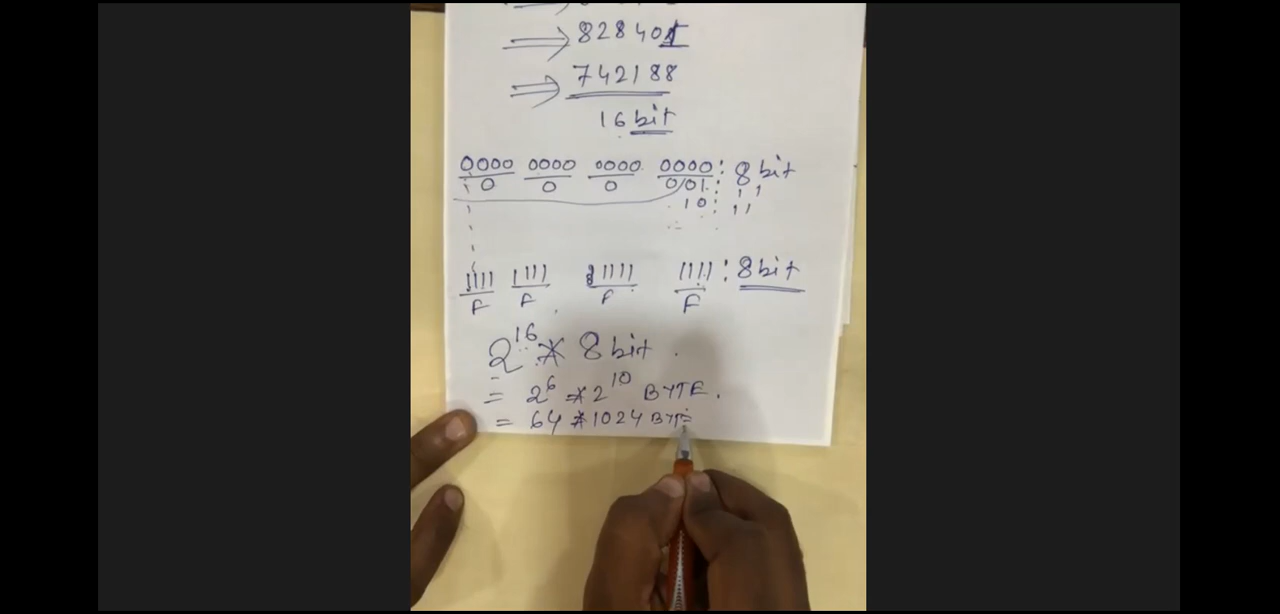 ⇒ 828401
⇒ 742188
16 bit
0000 0000 0000 0000 : 8 bit
0 0 0 0/01 : ' '
10 : ''
1111 1111 1111 1111 : 8 bit
F F F F
2^16 * 8 bit.
= 2^6 * 2^10 BYTE.
= 64 * 1024 BYTE